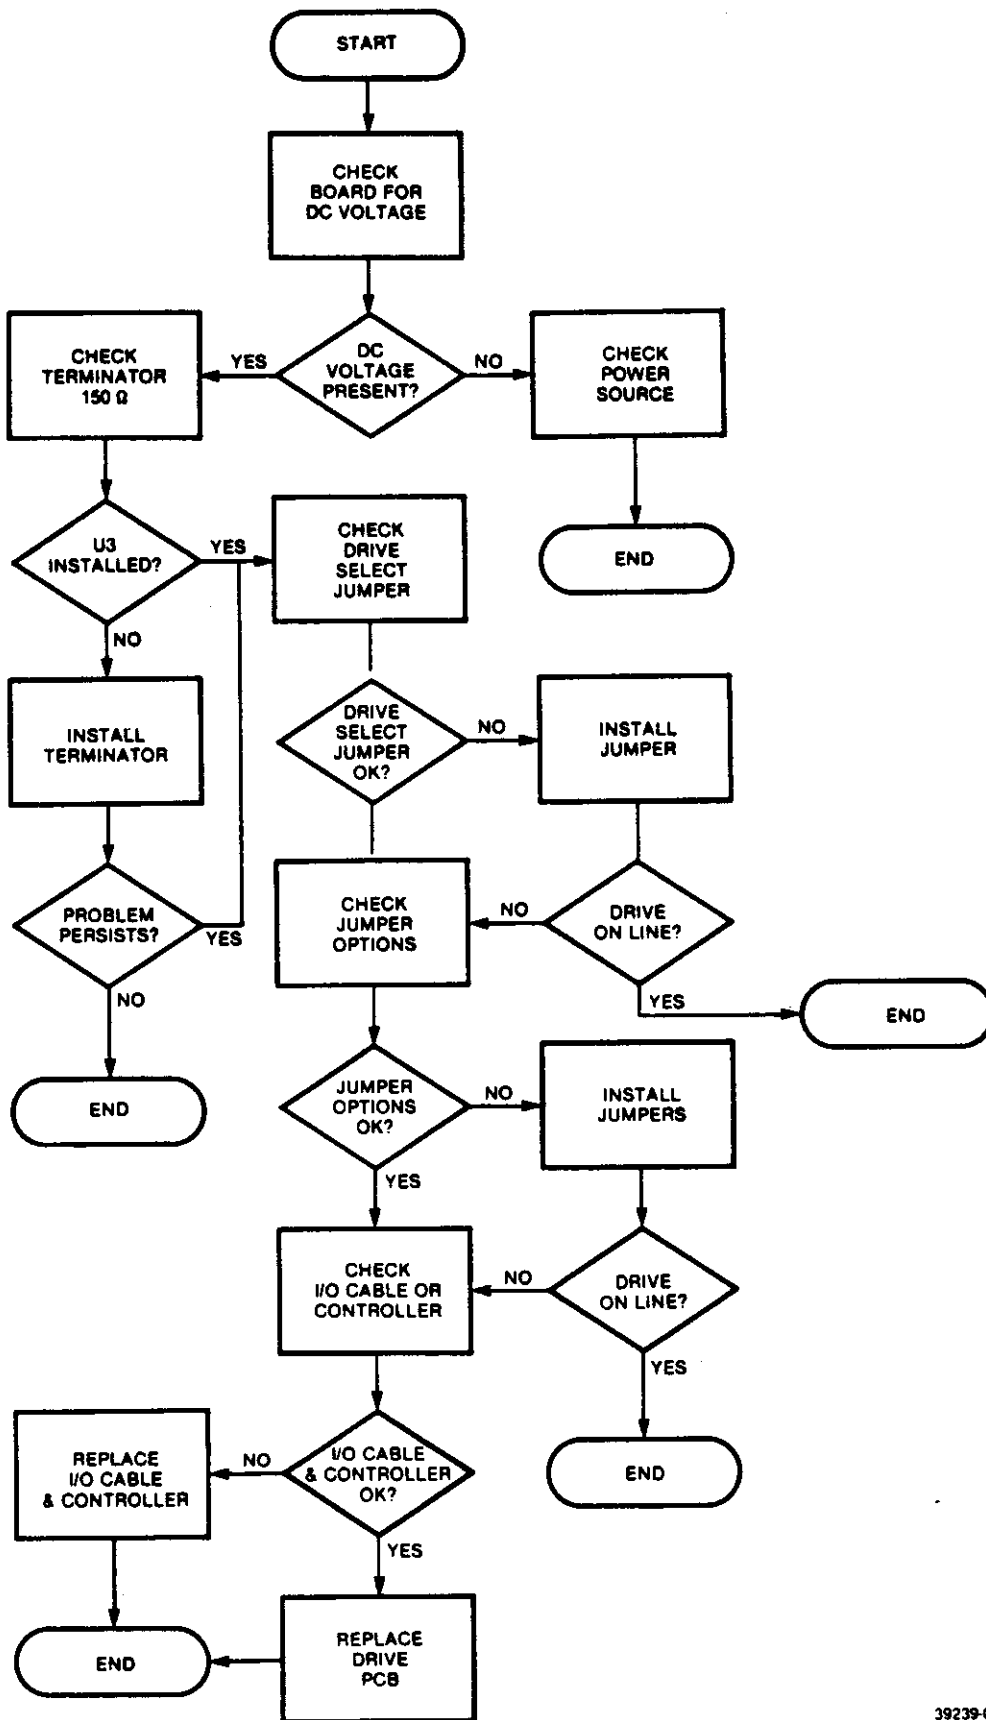 START
CHECK
BOARD FOR
DC VOLTAGE
DC
VOLTAGE
PRESENT?
YES
NO
CHECK
TERMINATOR
150 Ω
CHECK
POWER
SOURCE
END
U3
INSTALLED?
YES
NO
CHECK
DRIVE
SELECT
JUMPER
INSTALL
TERMINATOR
DRIVE
SELECT
JUMPER
OK?
NO
INSTALL
JUMPER
PROBLEM
PERSISTS?
YES
NO
END
CHECK
JUMPER
OPTIONS
NO
DRIVE
ON LINE?
YES
END
JUMPER
OPTIONS
OK?
NO
YES
INSTALL
JUMPERS
CHECK
I/O CABLE OR
CONTROLLER
NO
DRIVE
ON LINE?
YES
END
I/O CABLE
& CONTROLLER
OK?
NO
YES
REPLACE
I/O CABLE
& CONTROLLER
REPLACE
DRIVE
PCB
END